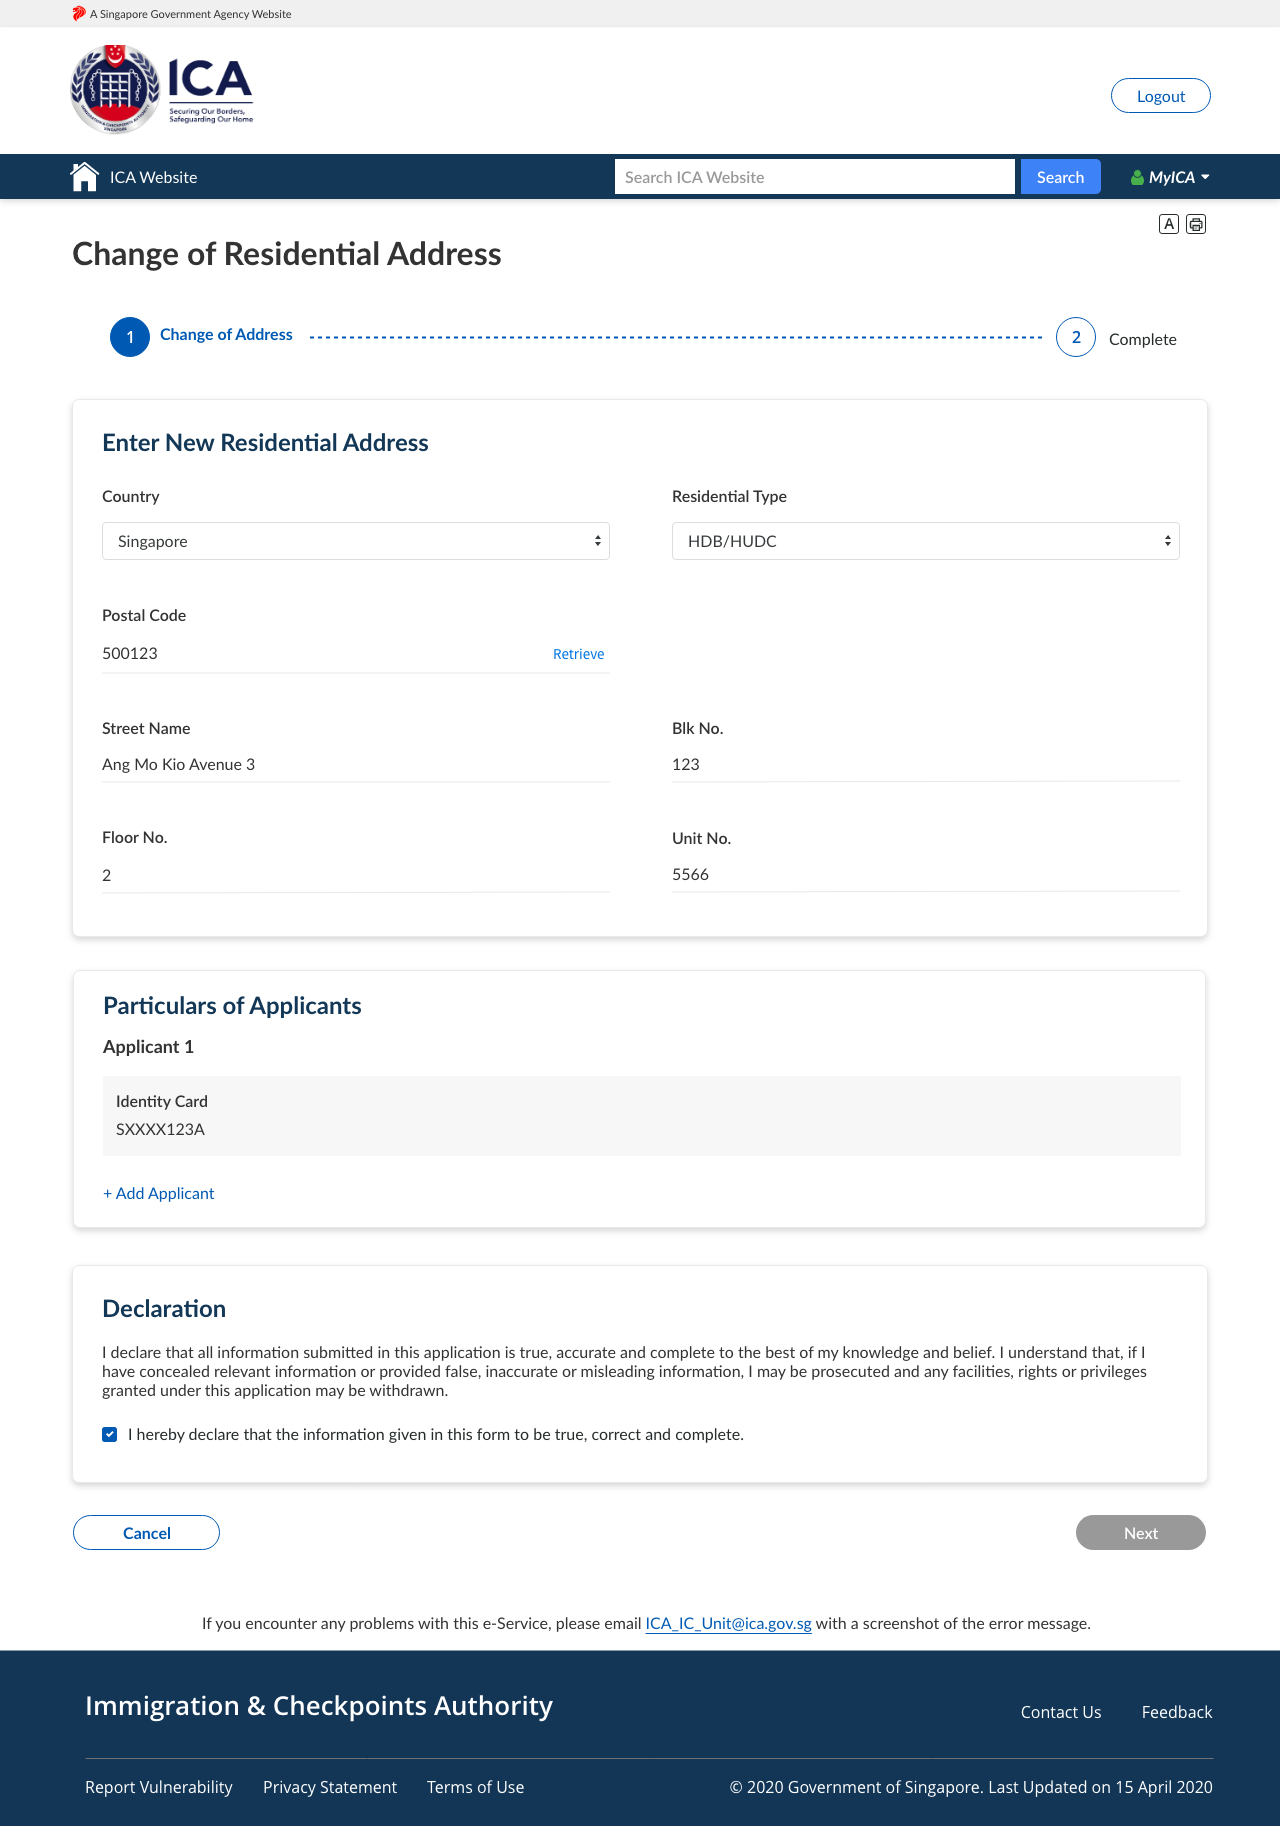 A Singapore Government Agency Website
ICA
Securing Our Borders,
Safeguarding Our Home
Logout
ICA Website
Search ICA Website
Search
MyICA
A
Change of Residential Address
1
Change of Address
2
Complete
Enter New Residential Address
Country
Residential Type
Singapore
HDB/HUDC
Postal Code
500123
Retrieve
Street Name
Blk No.
Ang Mo Kio Avenue 3
123
Floor No.
Unit No.
2
5566
Particulars of Applicants
Applicant 1
Identity Card
SXXXX123A
+ Add Applicant
Declaration
I declare that all information submitted in this application is true, accurate and complete to the best of my knowledge and belief. I understand that, if I
have concealed relevant information or provided false, inaccurate or misleading information, I may be prosecuted and any facilities, rights or privileges
granted under this application may be withdrawn.
I hereby declare that the information given in this form to be true, correct and complete.
Cancel
Next
If you encounter any problems with this e-Service, please email ICA_IC_Unit@ica.gov.sg with a screenshot of the error message.
Immigration & Checkpoints Authority
Contact Us
Feedback
Report Vulnerability
Privacy Statement
Terms of Use
© 2020 Government of Singapore. Last Updated on 15 April 2020